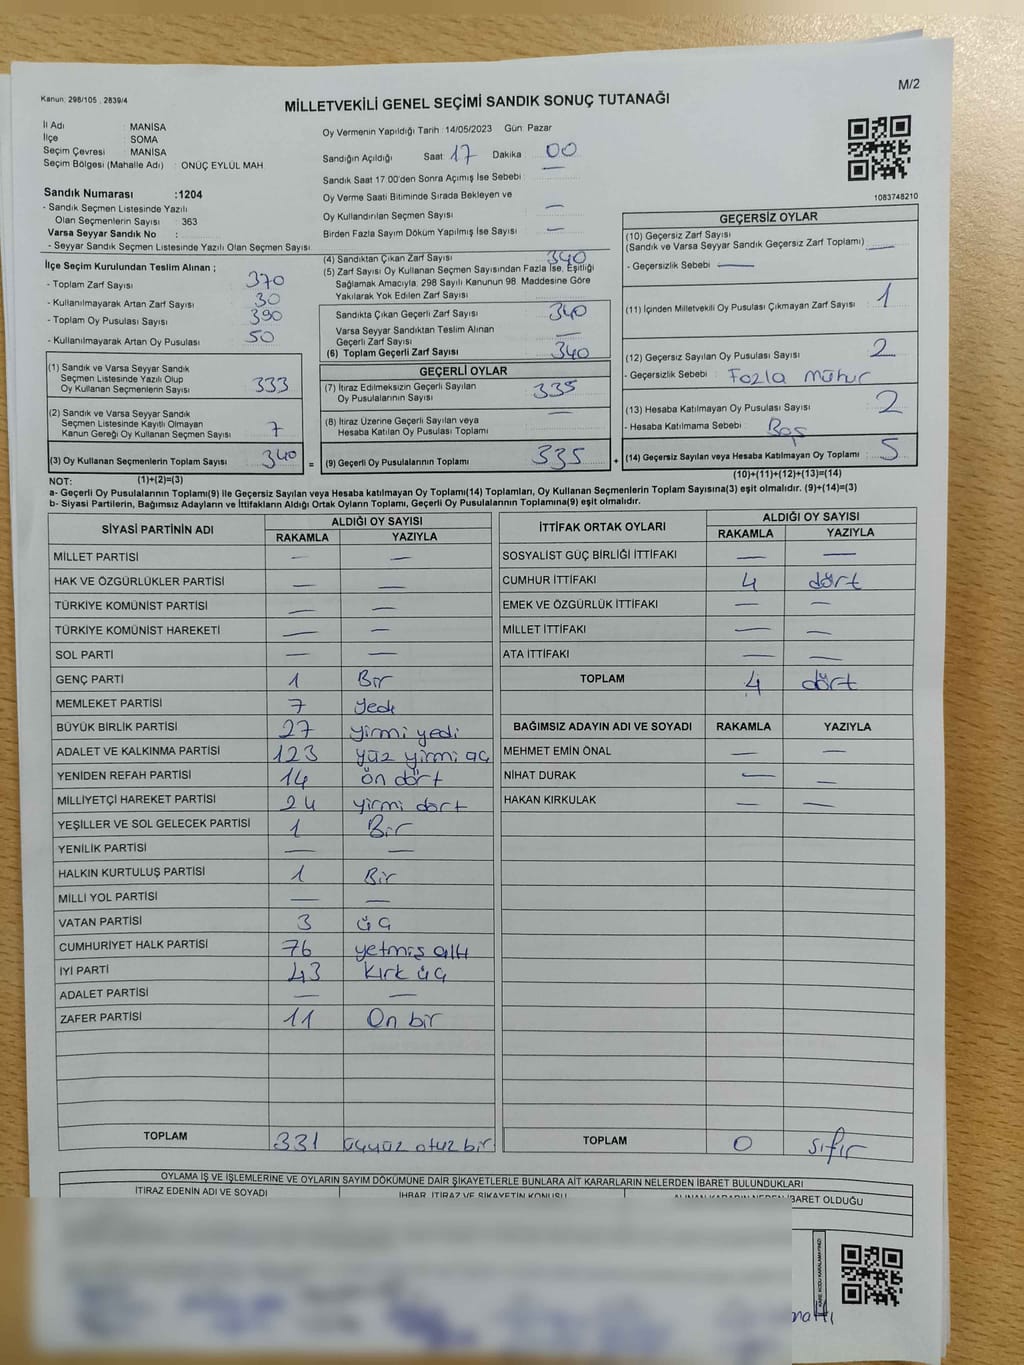 Kanun: 298/105 , 2839/4
M/2
MİLLETVEKİLİ GENEL SEÇİMİ SANDIK SONUÇ TUTANAĞI
İl Adı : MANİSA
İlçe : SOMA
Seçim Çevresi : MANİSA
Seçim Bölgesi (Mahalle Adı) : ONÜÇ EYLÜL MAH
Sandık Numarası :1204
- Sandık Seçmen Listesinde Yazılı
Olan Seçmenlerin Sayısı : 363
Varsa Seyyar Sandık No :
- Seyyar Sandık Seçmen Listesinde Yazılı Olan Seçmen Sayısı:
Oy Vermenin Yapıldığı Tarih :14/05/2023 Gün: Pazar
Sandığın Açıldığı Saat: 17 Dakika : 00
Sandık Saat 17:00'den Sonra Açımış İse Sebebi : —
Oy Verme Saati Bitiminde Sırada Bekleyen ve
Oy Kullandırılan Seçmen Sayısı : —
Birden Fazla Sayım Döküm Yapılmış İse Sayısı : —
1083748210
İlçe Seçim Kurulundan Teslim Alınan ;
- Toplam Zarf Sayısı : 370
- Kullanılmayarak Artan Zarf Sayısı : 30
- Toplam Oy Pusulası Sayısı : 390
- Kullanılmayarak Artan Oy Pusulası : 50
(1) Sandık ve Varsa Seyyar Sandık
Seçmen Listesinde Yazılı Olup
Oy Kullanan Seçmenlerin Sayısı : 333
(2) Sandık ve Varsa Seyyar Sandık
Seçmen Listesinde Kayıtlı Olmayan
Kanun Gereği Oy Kullanan Seçmen Sayısı : 7
(3) Oy Kullanan Seçmenlerin Toplam Sayısı : 340
(4) Sandıktan Çıkan Zarf Sayısı : 340
(5) Zarf Sayısı Oy Kullanan Seçmen Sayısından Fazla İse, Eşitliği
Sağlamak Amacıyla, 298 Sayılı Kanunun 98. Maddesine Göre
Yakılarak Yok Edilen Zarf Sayısı :
Sandıkta Çıkan Geçerli Zarf Sayısı : 340
Varsa Seyyar Sandıktan Teslim Alınan
Geçerli Zarf Sayısı : —
(6) Toplam Geçerli Zarf Sayısı : 340
GEÇERLİ OYLAR
(7) İtiraz Edilmeksizin Geçerli Sayılan
Oy Pusulalarının Sayısı : 335
(8) İtiraz Üzerine Geçerli Sayılan veya
Hesaba Katılan Oy Pusulası Toplamı : —
= (9) Geçerli Oy Pusulalarının Toplamı : 335 +
GEÇERSİZ OYLAR
(10) Geçersiz Zarf Sayısı :
(Sandık ve Varsa Seyyar Sandık Geçersiz Zarf Toplamı) —
- Geçersizlik Sebebi : —
(11) İçinden Milletvekili Oy Pusulası Çıkmayan Zarf Sayısı : 1
(12) Geçersiz Sayılan Oy Pusulası Sayısı : 2
- Geçersizlik Sebebi : Fazla mühür
(13) Hesaba Katılmayan Oy Pusulası Sayısı : 2
- Hesaba Katılmama Sebebi : Boş
(14) Geçersiz Sayılan veya Hesaba Katılmayan Oy Toplamı : 5
NOT: (1)+(2)=(3)
(10)+(11)+(12)+(13)=(14)
a- Geçerli Oy Pusulalarının Toplamı(9) ile Geçersiz Sayılan veya Hesaba katılmayan Oy Toplamı(14) Toplamları, Oy Kullanan Seçmenlerin Toplam Sayısına(3) eşit olmalıdır. (9)+(14)=(3)
b- Siyasi Partilerin, Bağımsız Adayların ve İttifakların Aldığı Ortak Oyların Toplamı, Geçerli Oy Pusulalarının Toplamına(9) eşit olmalıdır.
SİYASİ PARTİNİN ADI ALDIĞI OY SAYISI
RAKAMLA YAZIYLA
MİLLET PARTİSİ — —
HAK VE ÖZGÜRLÜKLER PARTİSİ — —
TÜRKİYE KOMÜNİST PARTİSİ — —
TÜRKİYE KOMÜNİST HAREKETİ — —
SOL PARTİ — —
GENÇ PARTİ 1 Bir
MEMLEKET PARTİSİ 7 yedi
BÜYÜK BİRLİK PARTİSİ 27 yirmi yedi
ADALET VE KALKINMA PARTİSİ 123 yüz yirmi üç
YENİDEN REFAH PARTİSİ 14 ön dört
MİLLİYETÇİ HAREKET PARTİSİ 24 yirmi dört
YEŞİLLER VE SOL GELECEK PARTİSİ 1 Bir
YENİLİK PARTİSİ — —
HALKIN KURTULUŞ PARTİSİ 1 Bir
MİLLİ YOL PARTİSİ — —
VATAN PARTİSİ 3 üç
CUMHURİYET HALK PARTİSİ 76 yetmiş altı
İYİ PARTİ 43 kırk üç
ADALET PARTİSİ — —
ZAFER PARTİSİ 11 On bir
TOPLAM 331 üçyüz otuz bir
İTTİFAK ORTAK OYLARI ALDIĞI OY SAYISI
RAKAMLA YAZIYLA
SOSYALİST GÜÇ BİRLİĞİ İTTİFAKI — —
CUMHUR İTTİFAKI 4 dört
EMEK VE ÖZGÜRLÜK İTTİFAKI — —
MİLLET İTTİFAKI — —
ATA İTTİFAKI — —
TOPLAM 4 dört
BAĞIMSIZ ADAYIN ADI VE SOYADI RAKAMLA YAZIYLA
MEHMET EMİN ÖNAL — —
NİHAT DURAK — —
HAKAN KIRKULAK — —
TOPLAM 0 sıfır
OYLAMA İŞ VE İŞLEMLERİNE VE OYLARIN SAYIM DÖKÜMÜNE DAİR ŞİKAYETLERLE BUNLARA AİT KARARLARIN NELERDEN İBARET BULUNDUKLARI
İTİRAZ EDENİN ADI VE SOYADI İHBAR, İTİRAZ VE ŞİKAYETİN KONUSU ALINAN KARARIN NEDEN İBARET OLDUĞU
KARE KODU KARALAMAYINIZ!